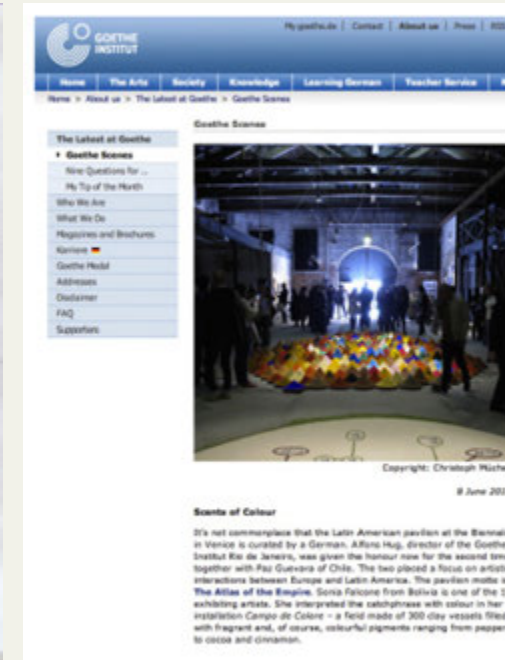 GOETHE
INSTITUT
My goethe.de | Contact | About us | Press | RSS
Home The Arts Society Knowledge Learning German Teacher Service
Home > About us > The Latest at Goethe > Goethe Scenes
Goethe Scenes
The Latest at Goethe
Goethe Scenes
Nine Questions for ...
My Tip of the Month
Who We Are
What We Do
Magazines and Brochures
Karriere
Goethe Medal
Addresses
Disclaimer
FAQ
Supporters
Copyright: Christoph Müche
8 June 201
Scents of Colour
It's not commonplace that the Latin American pavilion at the Biennal
in Venice is curated by a German. Alfons Hug, director of the Goethe
Institut Rio de Janeiro, was given the honour now for the second time
together with Paz Guevara of Chile. The two placed a focus on artisti
interactions between Europe and Latin America. The pavilion motto i
The Atlas of the Empire. Sonia Falcone from Bolivia is one of the
exhibiting artists. She interpreted the catchphrase with colour in her
installation Campo de Colore – a field made of 300 clay vessels filled
with fragrant and, of course, colourful pigments ranging from pepper
to cocoa and cinnamon.